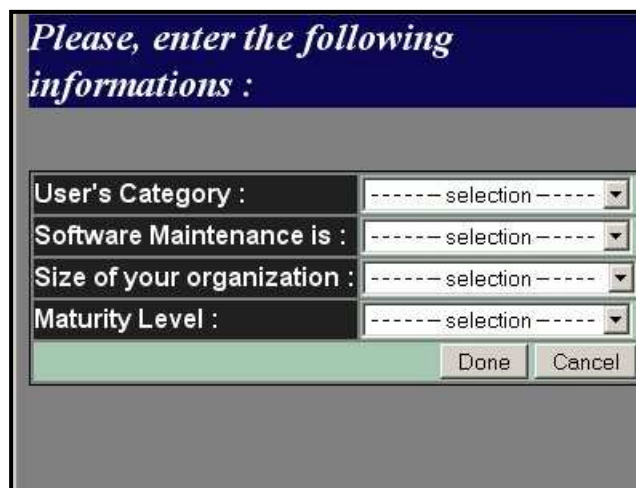 Please, enter the following
informations :
User's Category : ------- selection ------
Software Maintenance is : ------- selection ------
Size of your organization : ------- selection ------
Maturity Level : ------- selection ------
Done Cancel